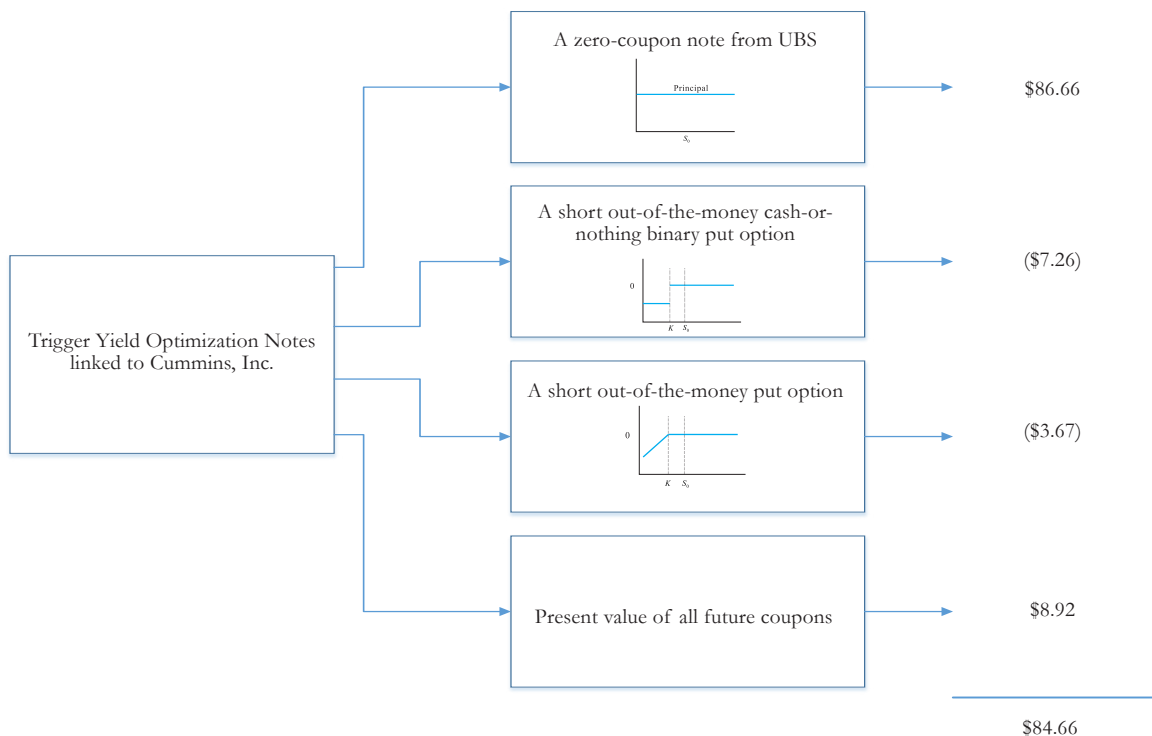 A zero-coupon note from UBS
Principal
S₀
$86.66
A short out-of-the-money cash-or-
nothing binary put option
0
K S₀
($7.26)
Trigger Yield Optimization Notes
linked to Cummins, Inc.
A short out-of-the-money put option
0
K S₀
($3.67)
Present value of all future coupons
$8.92
$84.66